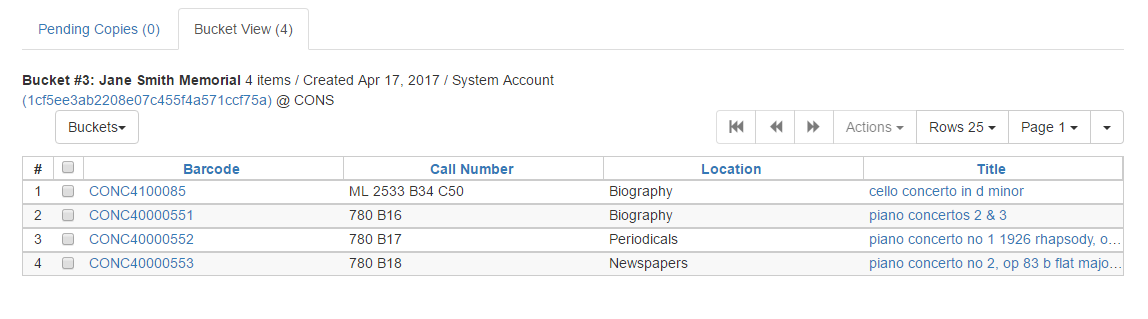 Pending Copies (0) Bucket View (4)
Bucket #3: Jane Smith Memorial 4 items / Created Apr 17, 2017 / System Account
(1cf5ee3ab2208e07c455f4a571ccf75a) @ CONS
Buckets Actions Rows 25 Page 1
# Barcode Call Number Location Title
1 CONC4100085 ML 2533 B34 C50 Biography cello concerto in d minor
2 CONC40000551 780 B16 Biography piano concertos 2 & 3
3 CONC40000552 780 B17 Periodicals piano concerto no 1 1926 rhapsody, o...
4 CONC40000553 780 B18 Newspapers piano concerto no 2, op 83 b flat majo...